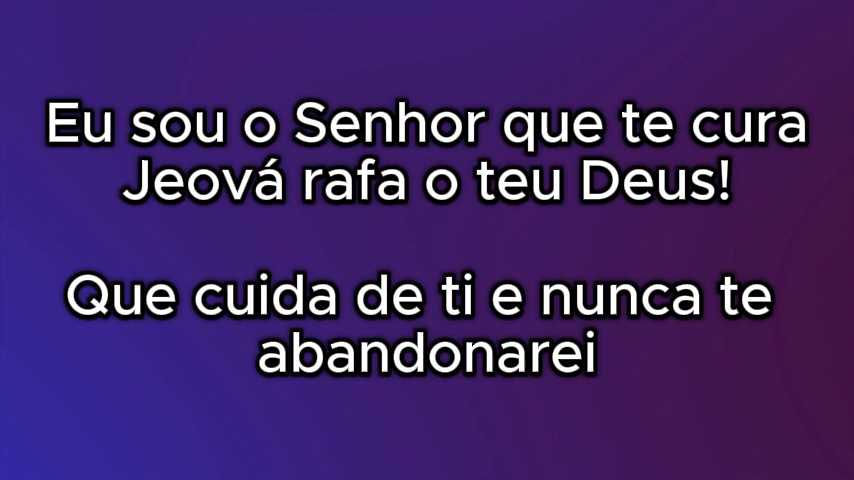 Eu sou o Senhor que te cura
Jeová rafa o teu Deus!
Que cuida de ti e nunca te
abandonarei